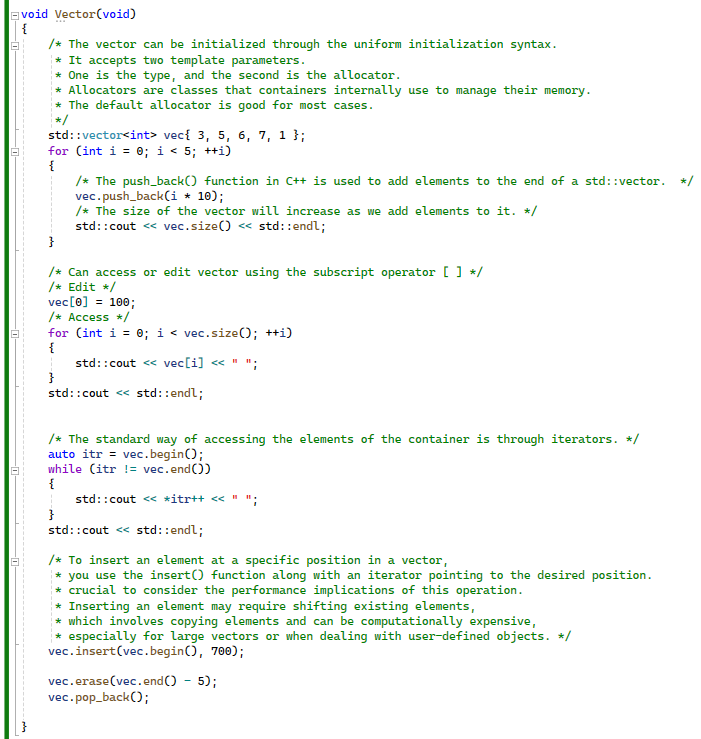 void Vector(void)
{
/* The vector can be initialized through the uniform initialization syntax.
* It accepts two template parameters.
* One is the type, and the second is the allocator.
* Allocators are classes that containers internally use to manage their memory.
* The default allocator is good for most cases.
*/
std::vector<int> vec{ 3, 5, 6, 7, 1 };
for (int i = 0; i < 5; ++i)
{
/* The push_back() function in C++ is used to add elements to the end of a std::vector.  */
vec.push_back(i * 10);
/* The size of the vector will increase as we add elements to it. */
std::cout << vec.size() << std::endl;
}
/* Can access or edit vector using the subscript operator [ ] */
/* Edit */
vec[0] = 100;
/* Access */
for (int i = 0; i < vec.size(); ++i)
{
std::cout << vec[i] << " ";
}
std::cout << std::endl;
/* The standard way of accessing the elements of the container is through iterators. */
auto itr = vec.begin();
while (itr != vec.end())
{
std::cout << *itr++ << " ";
}
std::cout << std::endl;
/* To insert an element at a specific position in a vector,
* you use the insert() function along with an iterator pointing to the desired position.
* crucial to consider the performance implications of this operation.
* Inserting an element may require shifting existing elements,
* which involves copying elements and can be computationally expensive,
* especially for large vectors or when dealing with user-defined objects. */
vec.insert(vec.begin(), 700);
vec.erase(vec.end() - 5);
vec.pop_back();
}